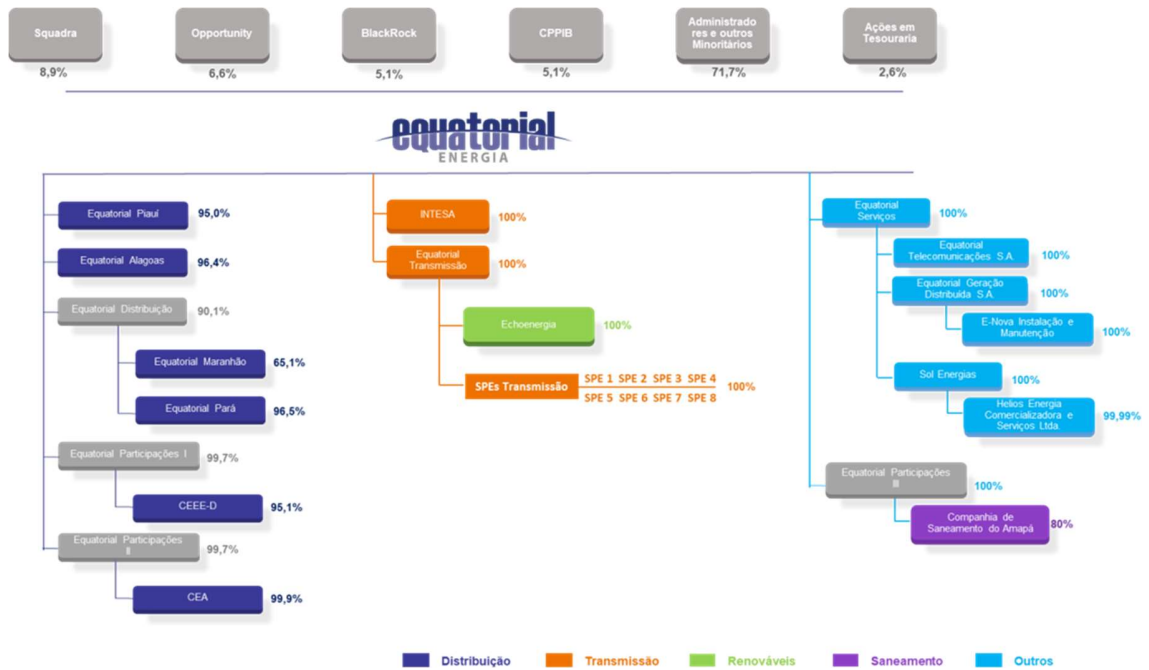 Squadra
Opportunity
BlackRock
CPPIB
Administrado
res e outros
Minoritários
Ações em
Tesouraria
8,9%
6,6%
5,1%
5,1%
71,7%
2,6%
equatorial
ENERGIA
Equatorial Piauí
95,0%
Equatorial Alagoas
96,4%
Equatorial Distribuição
90,1%
Equatorial Maranhão
65,1%
Equatorial Pará
96,5%
Equatorial Participações I
99,7%
CEEE-D
95,1%
Equatorial Participações
II
99,7%
CEA
99,9%
INTESA
100%
Equatorial
Transmissão
100%
Echoenergia
100%
SPEs Transmissão
SPE 1 SPE 2 SPE 3 SPE 4
SPE 5 SPE 6 SPE 7 SPE 8
100%
Equatorial
Serviços
100%
Equatorial
Telecomunicações S.A.
100%
Equatorial Geração
Distribuída S.A.
100%
E-Nova Instalação e
Manutenção
100%
Sol Energias
100%
Helios Energia
Comercializadora e
Serviços Ltda.
99,99%
Equatorial Participações
III
100%
Companhia de
Saneamento do Amapá
80%
Distribuição
Transmissão
Renováveis
Saneamento
Outros